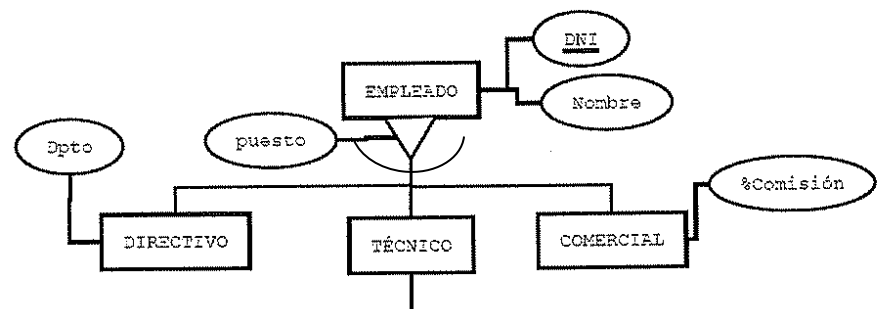 DNI
EMPLEADO
Nombre
puesto
Dpto
%Comisión
DIRECTIVO
TÉCNICO
COMERCIAL